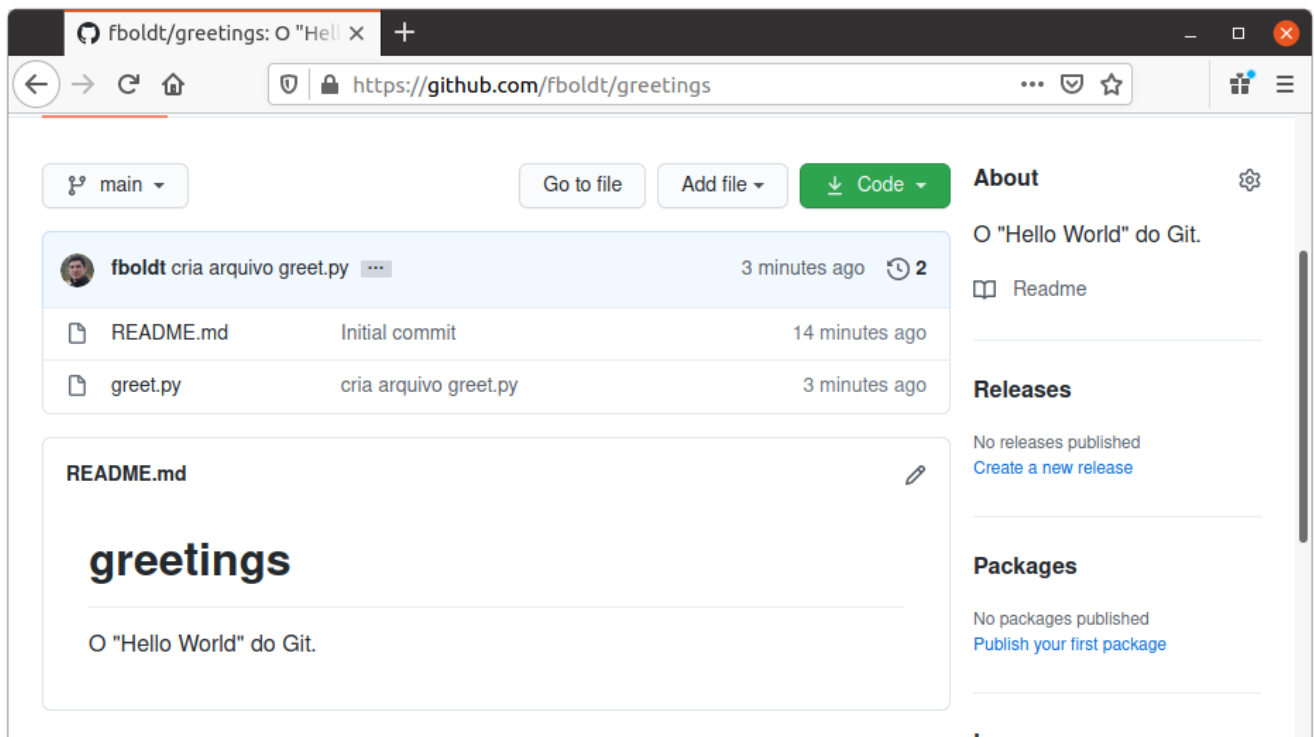 fboldt/greetings: O "Hell
https://github.com/fboldt/greetings
main
Go to file
Add file
Code
fboldt cria arquivo greet.py
3 minutes ago
2
README.md Initial commit 14 minutes ago
greet.py cria arquivo greet.py 3 minutes ago
README.md
greetings
O "Hello World" do Git.
About
O "Hello World" do Git.
Readme
Releases
No releases published
Create a new release
Packages
No packages published
Publish your first package